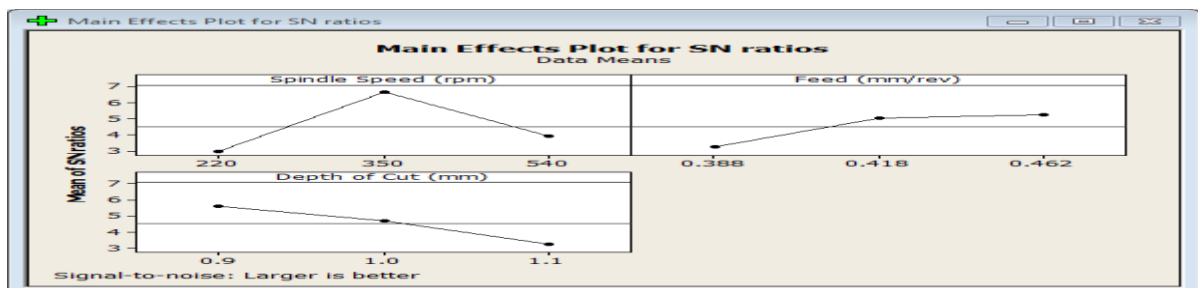 Main Effects Plot for SN ratios
Main Effects Plot for SN ratios
Data Means
Spindle Speed (rpm) Feed (mm/rev)
Mean of SN ratios
7
6
5
4
3
220 350 540 0.388 0.418 0.462
Depth of Cut (mm)
7
6
5
4
3
0.9 1.0 1.1
Signal-to-noise: Larger is better